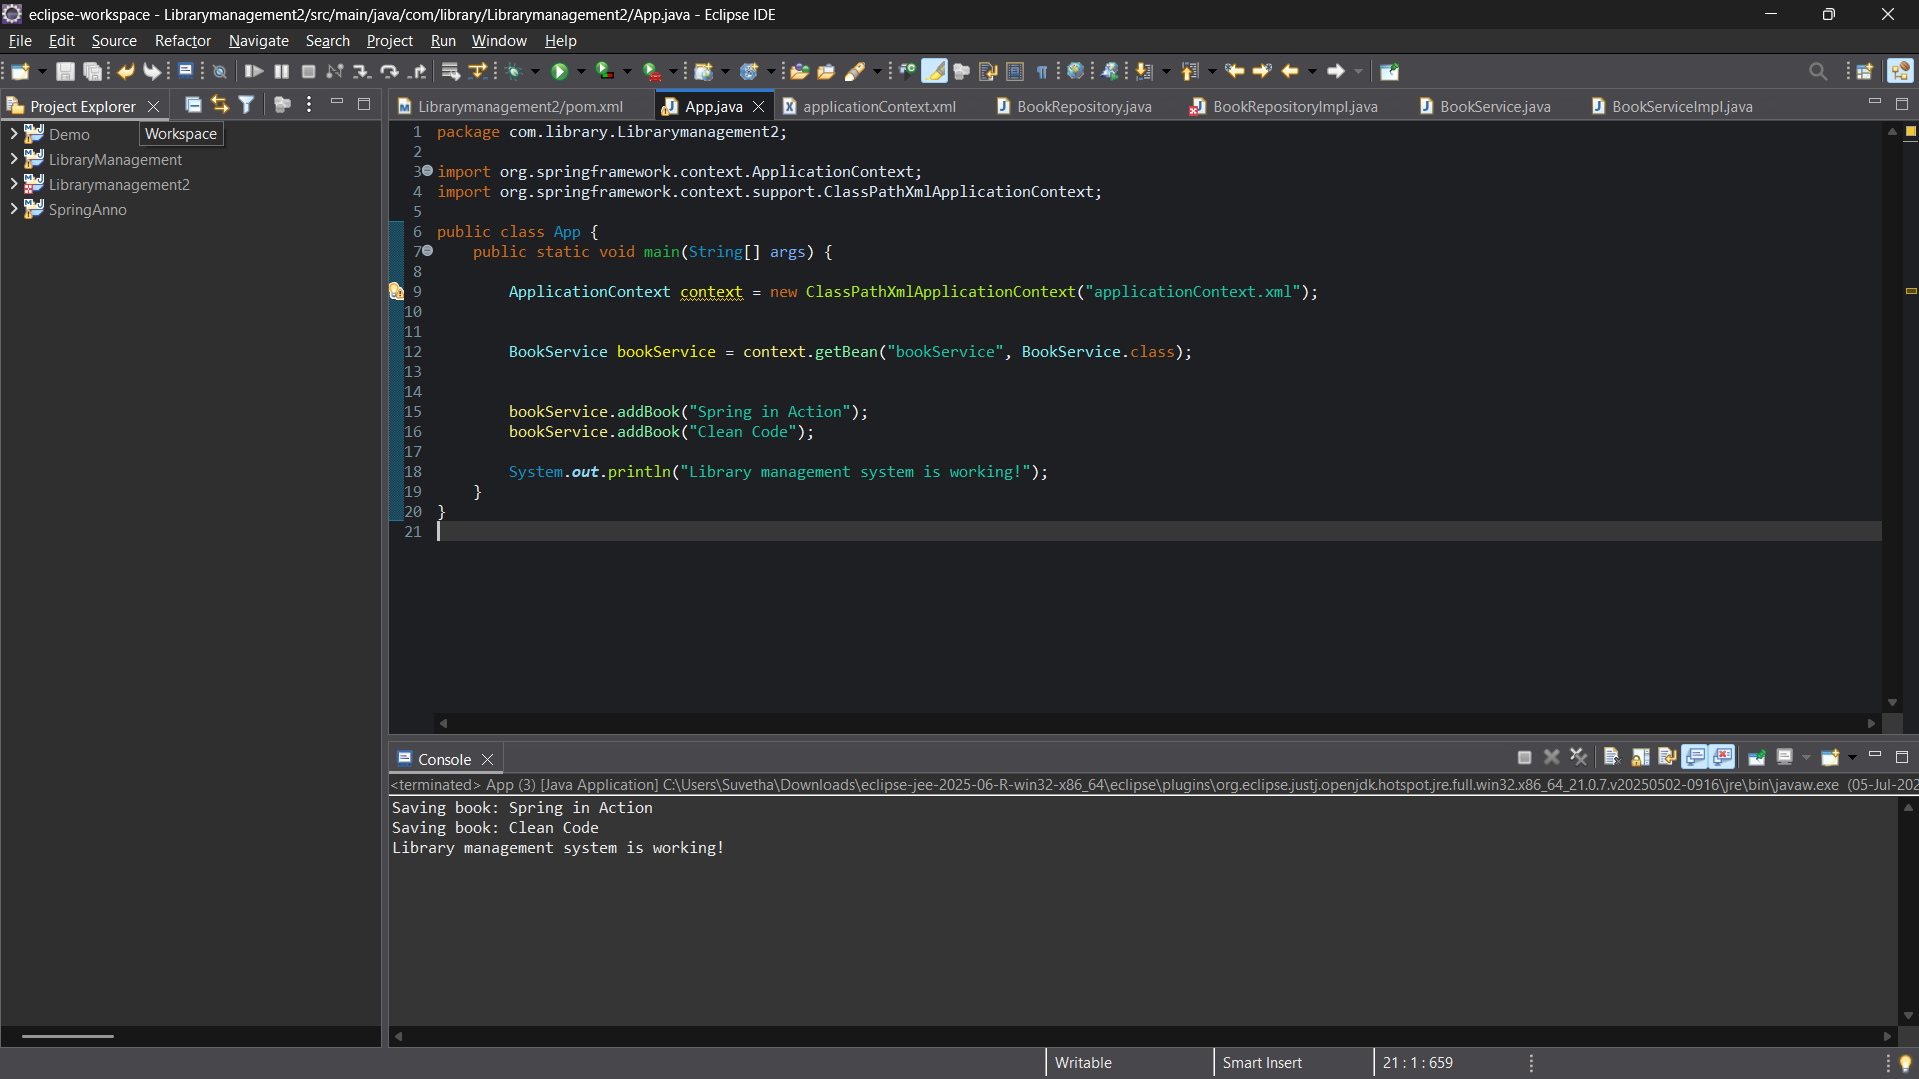 eclipse-workspace - Librarymanagement2/src/main/java/com/library/Librarymanagement2/App.java - Eclipse IDE
File Edit Source Refactor Navigate Search Project Run Window Help
Project Explorer
Librarymanagement2/pom.xml App.java applicationContext.xml BookRepository.java BookRepositoryImpl.java BookService.java BookServiceImpl.java
Demo
Workspace
LibraryManagement
Librarymanagement2
SpringAnno
1 package com.library.Librarymanagement2;
2
3 import org.springframework.context.ApplicationContext;
4 import org.springframework.context.support.ClassPathXmlApplicationContext;
5
6 public class App {
7 public static void main(String[] args) {
8
9 ApplicationContext context = new ClassPathXmlApplicationContext("applicationContext.xml");
10
11
12 BookService bookService = context.getBean("bookService", BookService.class);
13
14
15 bookService.addBook("Spring in Action");
16 bookService.addBook("Clean Code");
17
18 System.out.println("Library management system is working!");
19 }
20 }
21
Console
<terminated> App (3) [Java Application] C:\Users\Suvetha\Downloads\eclipse-jee-2025-06-R-win32-x86_64\eclipse\plugins\org.eclipse.justj.openjdk.hotspot.jre.full.win32.x86_64_21.0.7.v20250502-0916\jre\bin\javaw.exe (05-Jul-202
Saving book: Spring in Action
Saving book: Clean Code
Library management system is working!
Writable Smart Insert 21 : 1 : 659